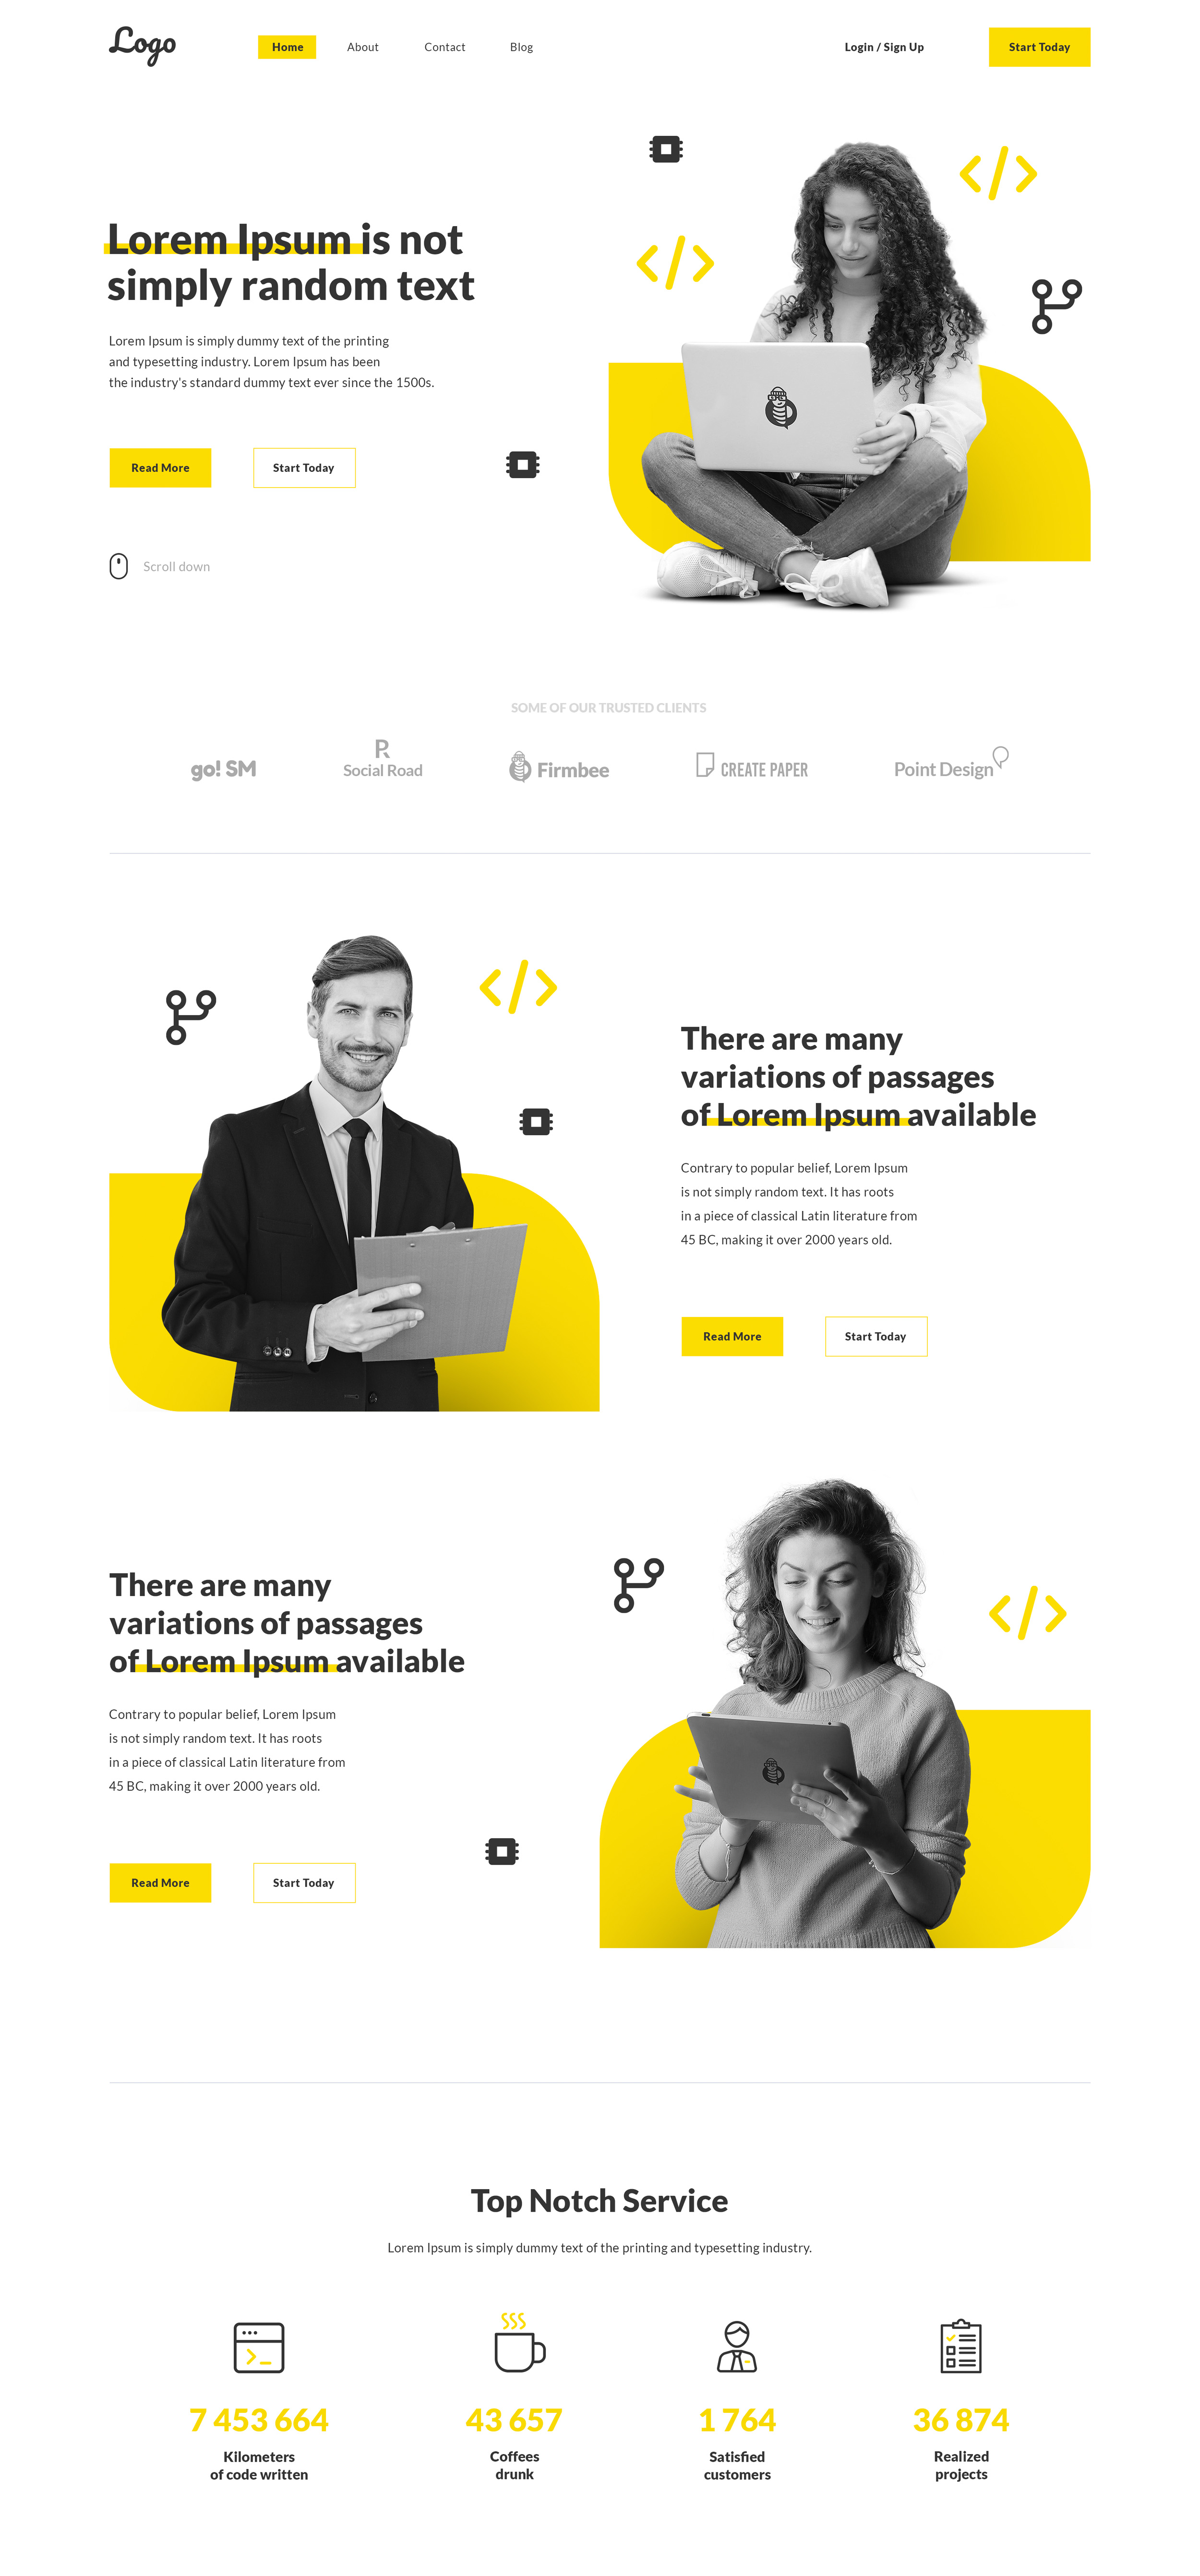 Logo
Home
About
Contact
Blog
Login / Sign Up
Start Today
Lorem Ipsum is not
simply random text
Lorem Ipsum is simply dummy text of the printing
and typesetting industry. Lorem Ipsum has been
the industry's standard dummy text ever since the 1500s.
Read More
Start Today
Scroll down
SOME OF OUR TRUSTED CLIENTS
go! SM
R
Social Road
Firmbee
CREATE PAPER
Point Design
There are many
variations of passages
of Lorem Ipsum available
Contrary to popular belief, Lorem Ipsum
is not simply random text. It has roots
in a piece of classical Latin literature from
45 BC, making it over 2000 years old.
Read More
Start Today
There are many
variations of passages
of Lorem Ipsum available
Contrary to popular belief, Lorem Ipsum
is not simply random text. It has roots
in a piece of classical Latin literature from
45 BC, making it over 2000 years old.
Read More
Start Today
Top Notch Service
Lorem Ipsum is simply dummy text of the printing and typesetting industry.
7 453 664
Kilometers
of code written
43 657
Coffees
drunk
1 764
Satisfied
customers
36 874
Realized
projects